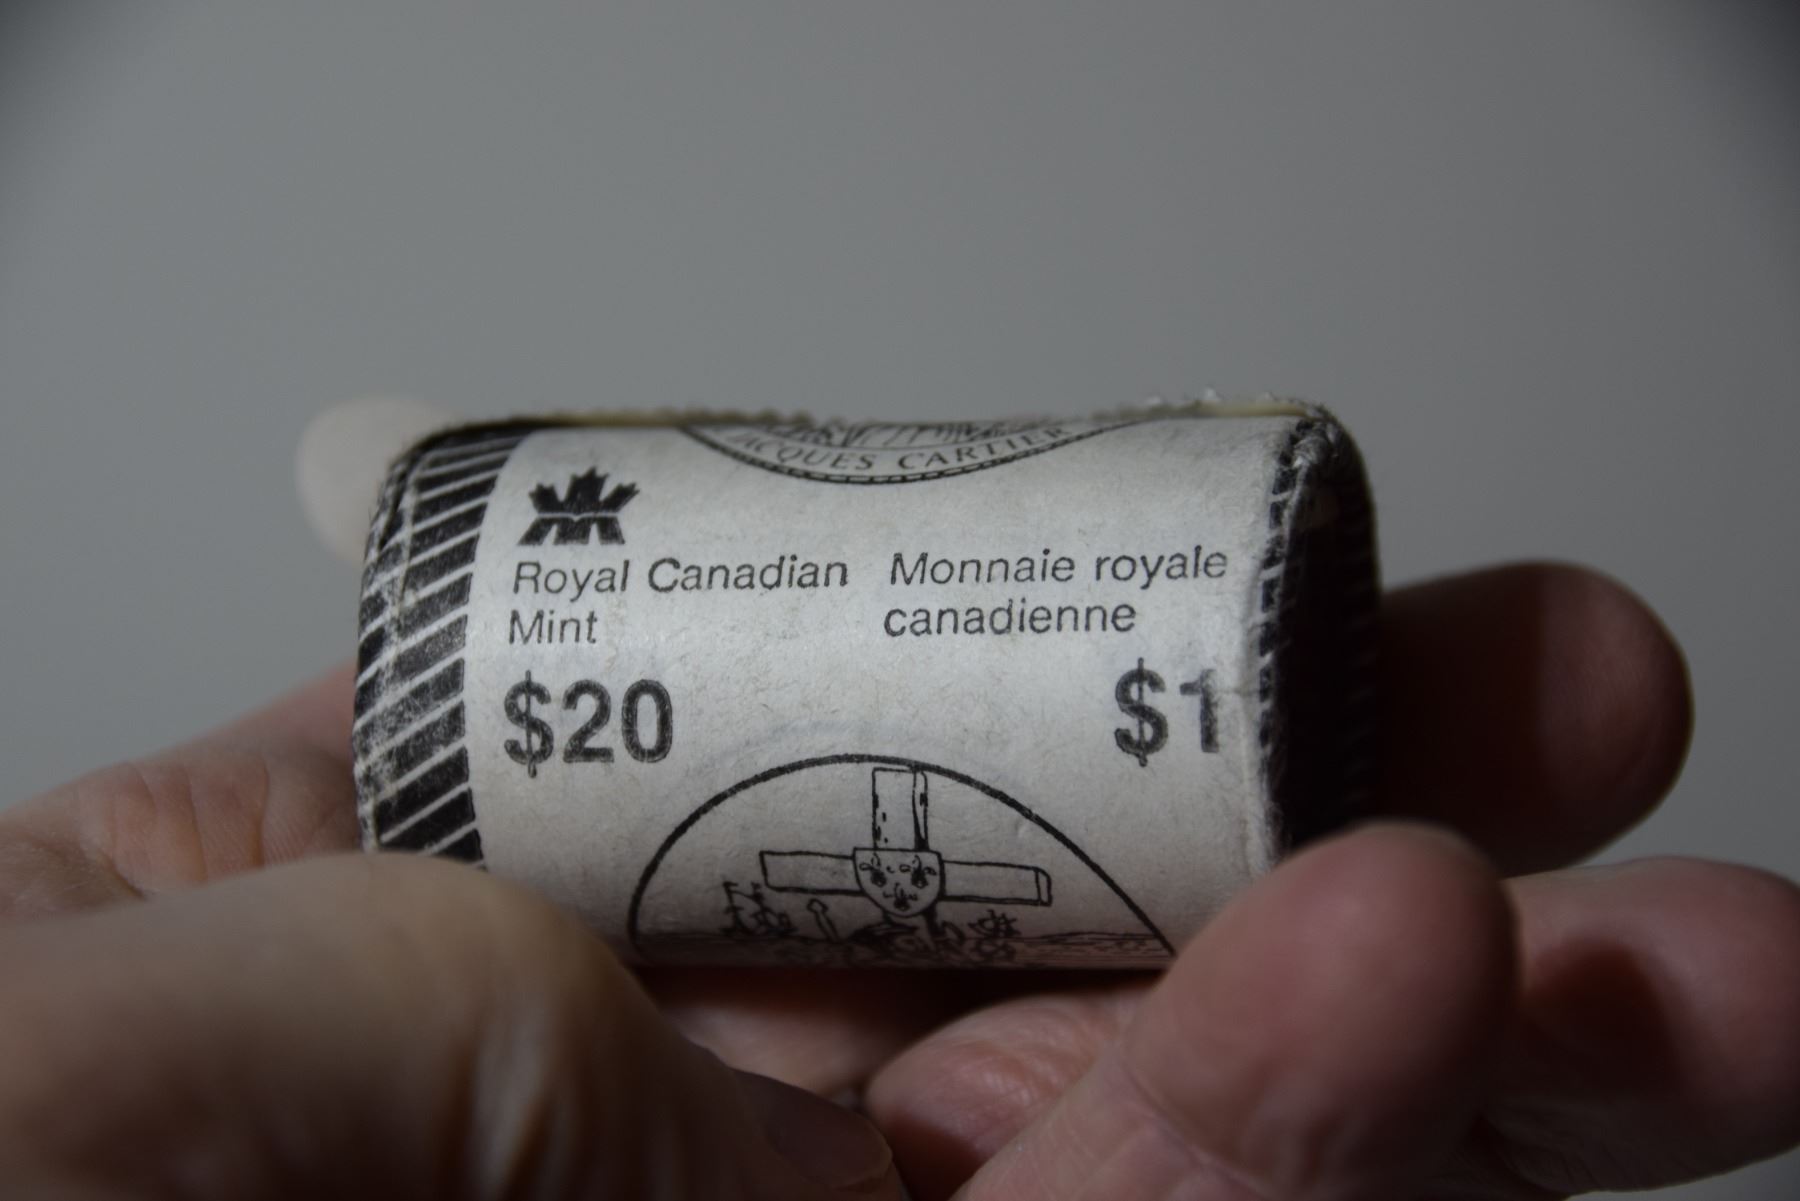 JACQUES CARTIER
Royal Canadian
Mint
Monnaie royale
canadienne
$20
$1